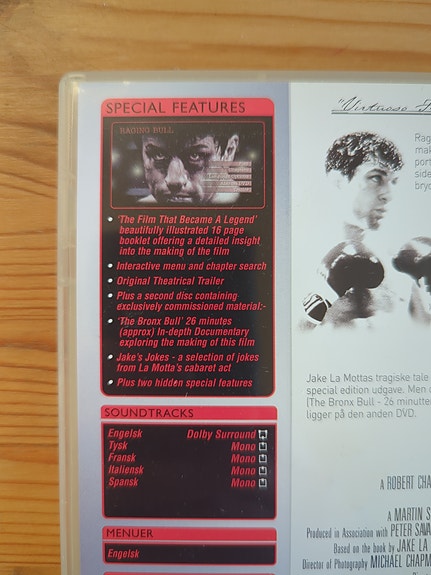 SPECIAL FEATURES
RAGING BULL
• 'The Film That Became A Legend'
beautifully illustrated 16 page
booklet offering a detailed insight
into the making of the film
• Interactive menu and chapter search
• Original Theatrical Trailer
• Plus a second disc containing
exclusively commissioned material:-
• 'The Bronx Bull' 26 minutes
(approx) In-depth Documentary
exploring the making of this film
• Jake's Jokes - a selection of jokes
from La Motta's cabaret act
• Plus two hidden special features
SOUNDTRACKS
Engelsk Dolby Surround
Tysk Mono
Fransk Mono
Italiensk Mono
Spansk Mono
MENUER
Engelsk
"Virtuoso
Jake La Mottas tragiske tale
special edition udgave. Men
(The Bronx Bull - 26 minutter
ligger på den anden DVD.
A ROBERT
A MARTIN
Produced in Association with PETER
Based on the book by JAKE LA
Director of Photography MICHAEL